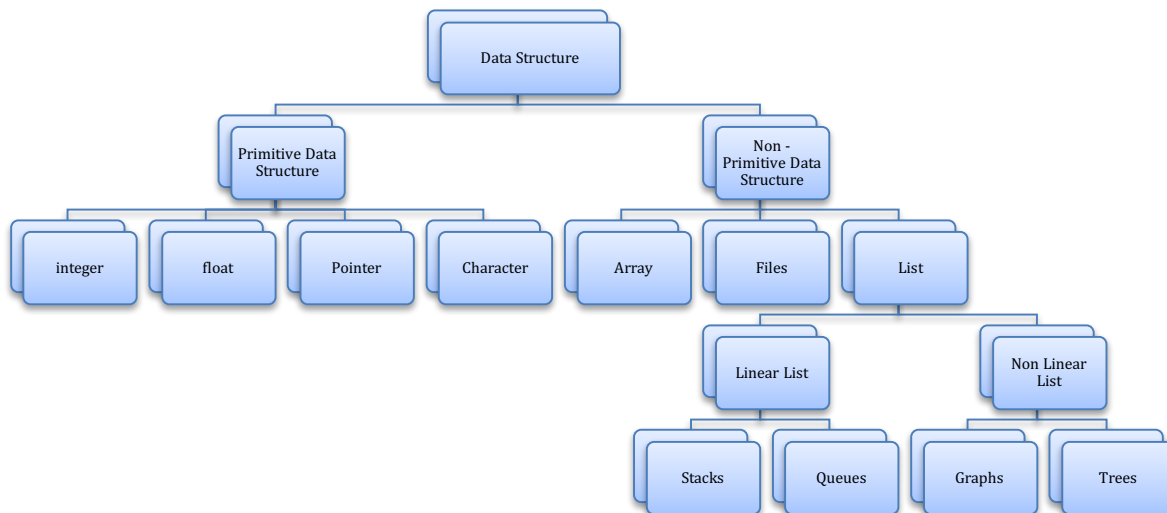 Data Structure
Primitive Data
Structure
Non -
Primitive Data
Structure
integer
float
Pointer
Character
Array
Files
List
Linear List
Non Linear
List
Stacks
Queues
Graphs
Trees